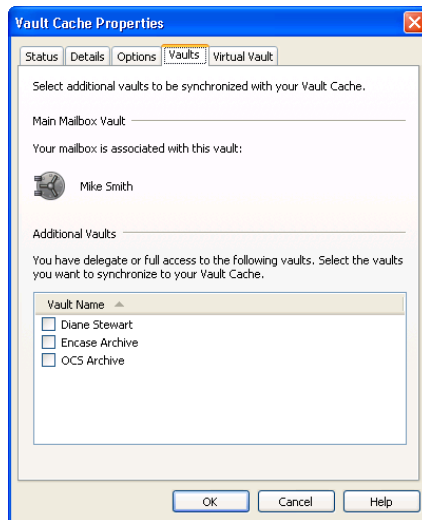 Vault Cache Properties
Status Details Options Vaults Virtual Vault
Select additional vaults to be synchronized with your Vault Cache.
Main Mailbox Vault
Your mailbox is associated with this vault:
Mike Smith
Additional Vaults
You have delegate or full access to the following vaults. Select the vaults
you want to synchronize to your Vault Cache.
Vault Name
Diane Stewart
Encase Archive
OCS Archive
OK Cancel Help